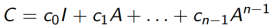 C = c₀I + c₁A + . . . + cₙ₋₁Aⁿ⁻¹